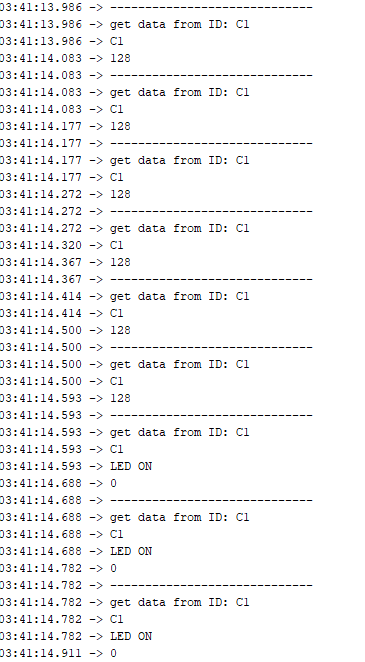 03:41:13.986 -> -----------------------------
03:41:13.986 -> get data from ID: C1
03:41:13.986 -> C1
03:41:14.083 -> 128
03:41:14.083 -> -----------------------------
03:41:14.083 -> get data from ID: C1
03:41:14.083 -> C1
03:41:14.177 -> 128
03:41:14.177 -> -----------------------------
03:41:14.177 -> get data from ID: C1
03:41:14.177 -> C1
03:41:14.272 -> 128
03:41:14.272 -> -----------------------------
03:41:14.272 -> get data from ID: C1
03:41:14.320 -> C1
03:41:14.367 -> 128
03:41:14.367 -> -----------------------------
03:41:14.414 -> get data from ID: C1
03:41:14.414 -> C1
03:41:14.500 -> 128
03:41:14.500 -> -----------------------------
03:41:14.500 -> get data from ID: C1
03:41:14.500 -> C1
03:41:14.593 -> 128
03:41:14.593 -> -----------------------------
03:41:14.593 -> get data from ID: C1
03:41:14.593 -> C1
03:41:14.593 -> LED ON
03:41:14.688 -> 0
03:41:14.688 -> -----------------------------
03:41:14.688 -> get data from ID: C1
03:41:14.688 -> C1
03:41:14.688 -> LED ON
03:41:14.782 -> 0
03:41:14.782 -> -----------------------------
03:41:14.782 -> get data from ID: C1
03:41:14.782 -> C1
03:41:14.782 -> LED ON
03:41:14.911 -> 0